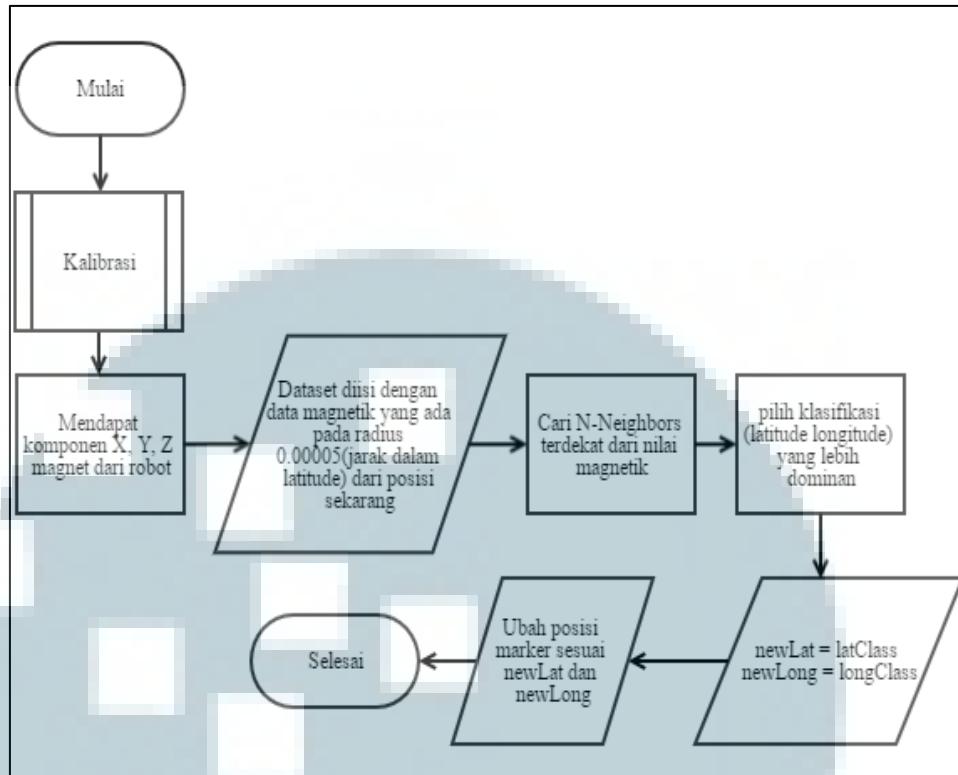 Mulai
Kalibrasi
Mendapat
komponen X, Y, Z
magnet dari robot
Dataset diisi dengan
data magnetik yang ada
pada radius
0.00005(jarak dalam
latitude) dari posisi
sekarang
Cari N-Neighbors
terdekat dari nilai
magnetik
pilih klasifikasi
(latitude longitude)
yang lebih
dominan
newLat = latClass
newLong = longClass
Ubah posisi
marker sesuai
newLat dan
newLong
Selesai